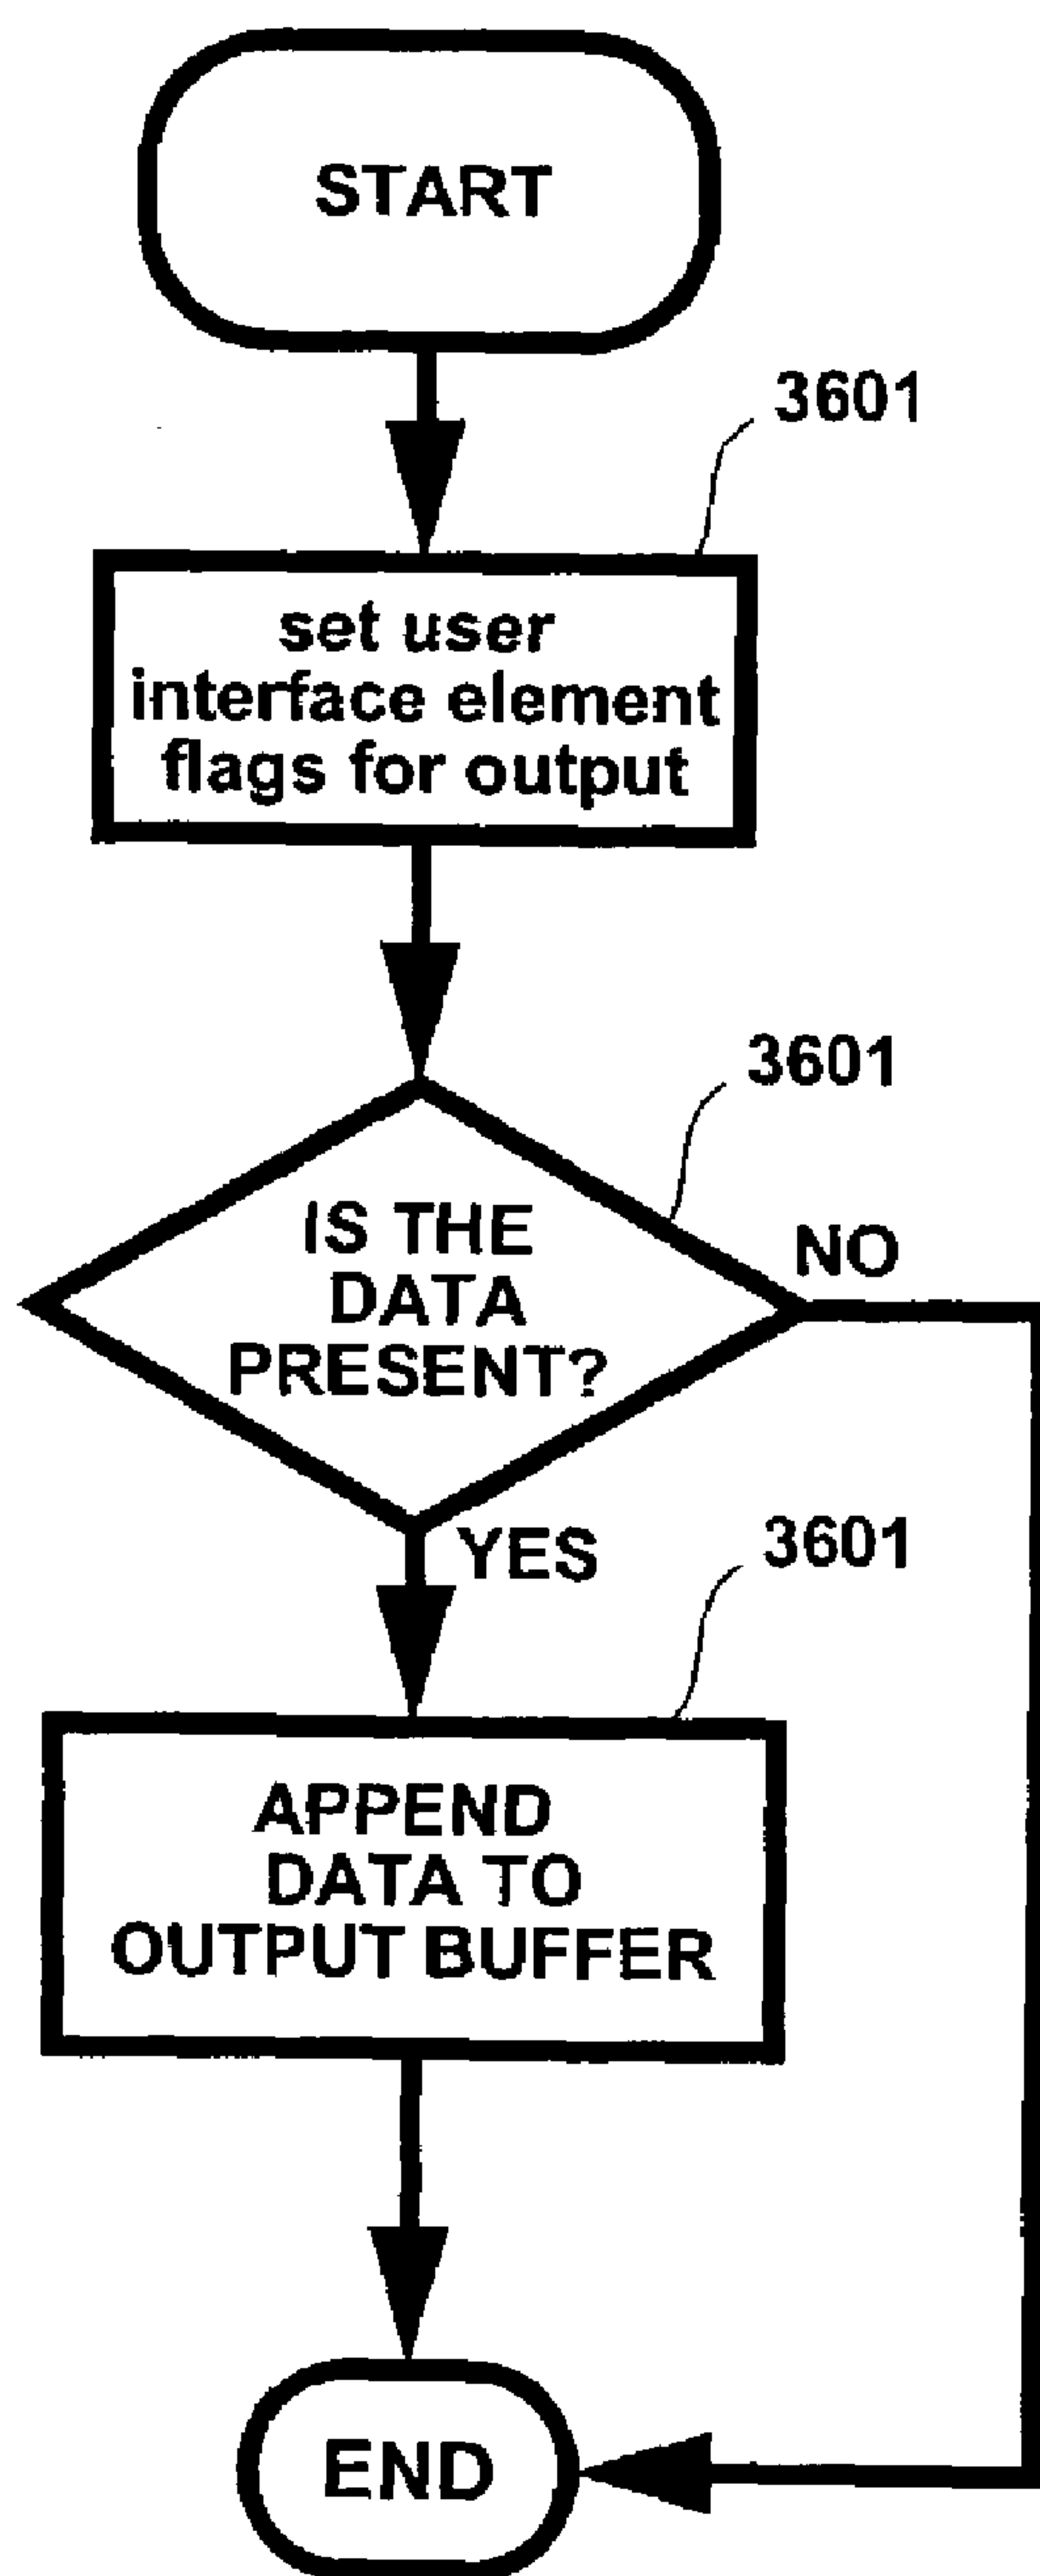 START
3601
set user
interface element
flags for output
3601
IS THE
DATA
PRESENT?
NO
YES
3601
APPEND
DATA TO
OUTPUT BUFFER
END